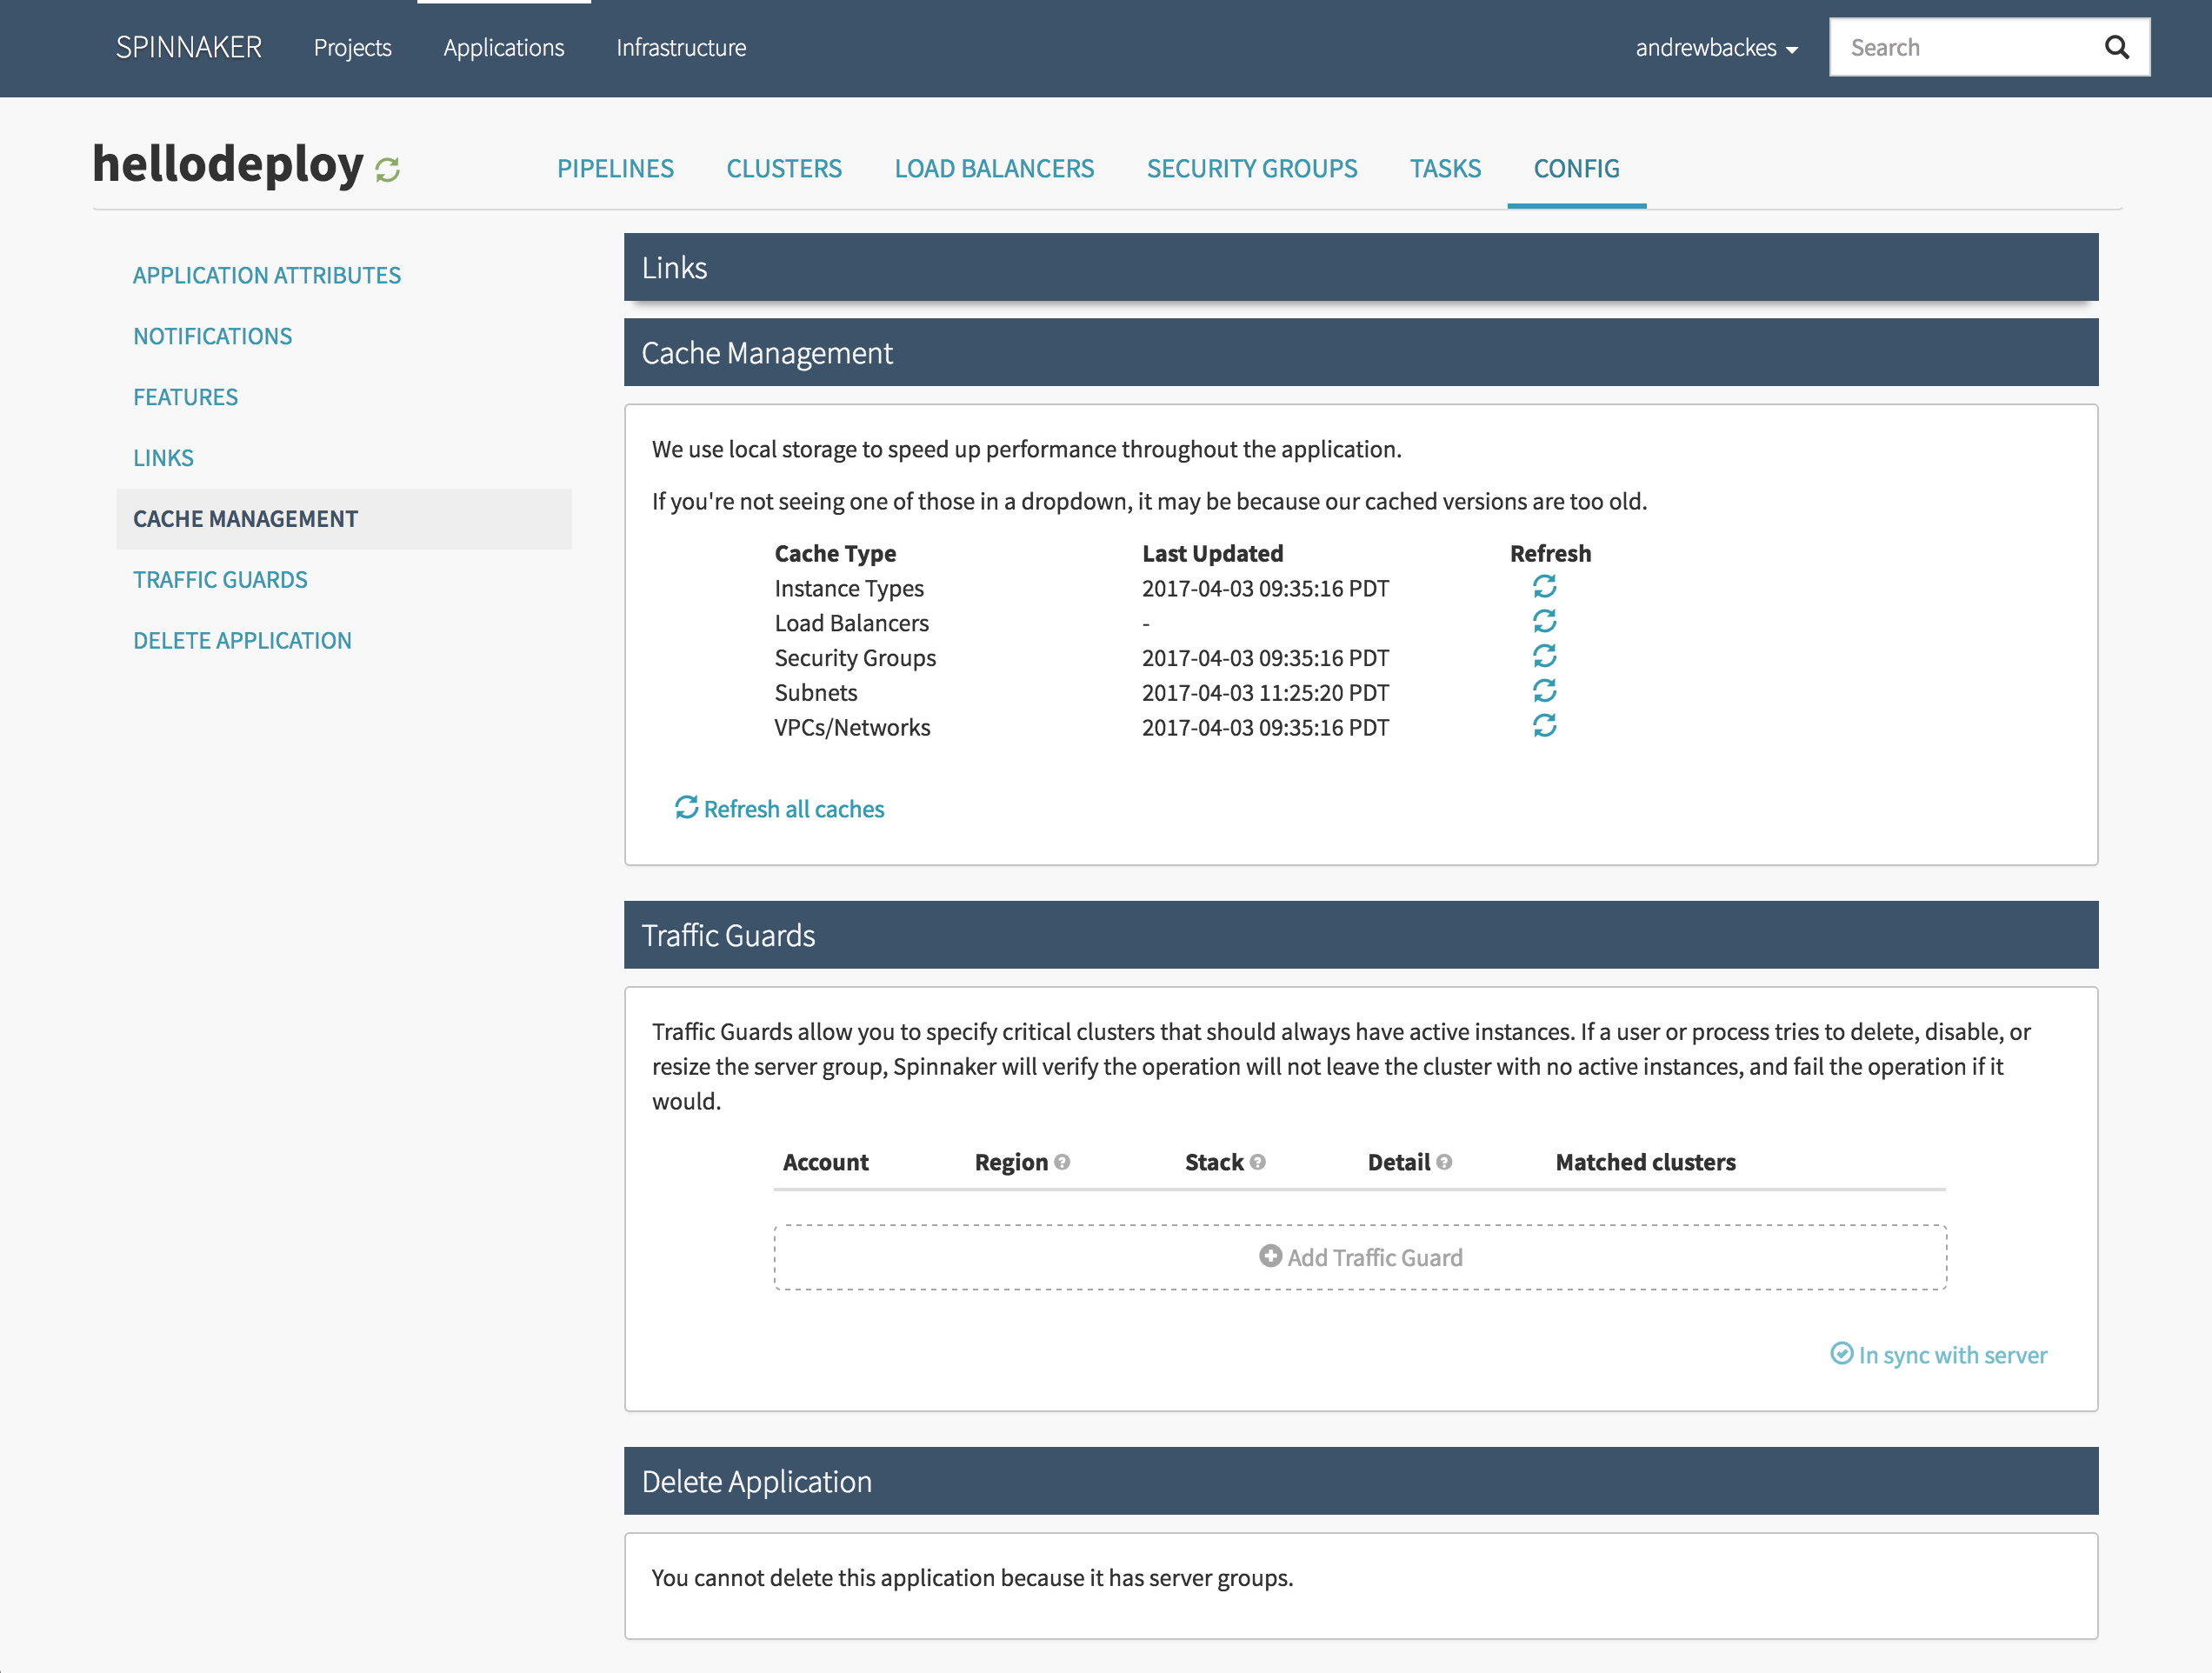 SPINNAKER Projects Applications Infrastructure andrewbackes Search
hellodeploy PIPELINES CLUSTERS LOAD BALANCERS SECURITY GROUPS TASKS CONFIG
APPLICATION ATTRIBUTES
NOTIFICATIONS
FEATURES
LINKS
CACHE MANAGEMENT
TRAFFIC GUARDS
DELETE APPLICATION
Links
Cache Management
We use local storage to speed up performance throughout the application.
If you're not seeing one of those in a dropdown, it may be because our cached versions are too old.
Cache Type Last Updated Refresh
Instance Types 2017-04-03 09:35:16 PDT
Load Balancers -
Security Groups 2017-04-03 09:35:16 PDT
Subnets 2017-04-03 11:25:20 PDT
VPCs/Networks 2017-04-03 09:35:16 PDT
Refresh all caches
Traffic Guards
Traffic Guards allow you to specify critical clusters that should always have active instances. If a user or process tries to delete, disable, or
resize the server group, Spinnaker will verify the operation will not leave the cluster with no active instances, and fail the operation if it
would.
Account Region Stack Detail Matched clusters
Add Traffic Guard
In sync with server
Delete Application
You cannot delete this application because it has server groups.